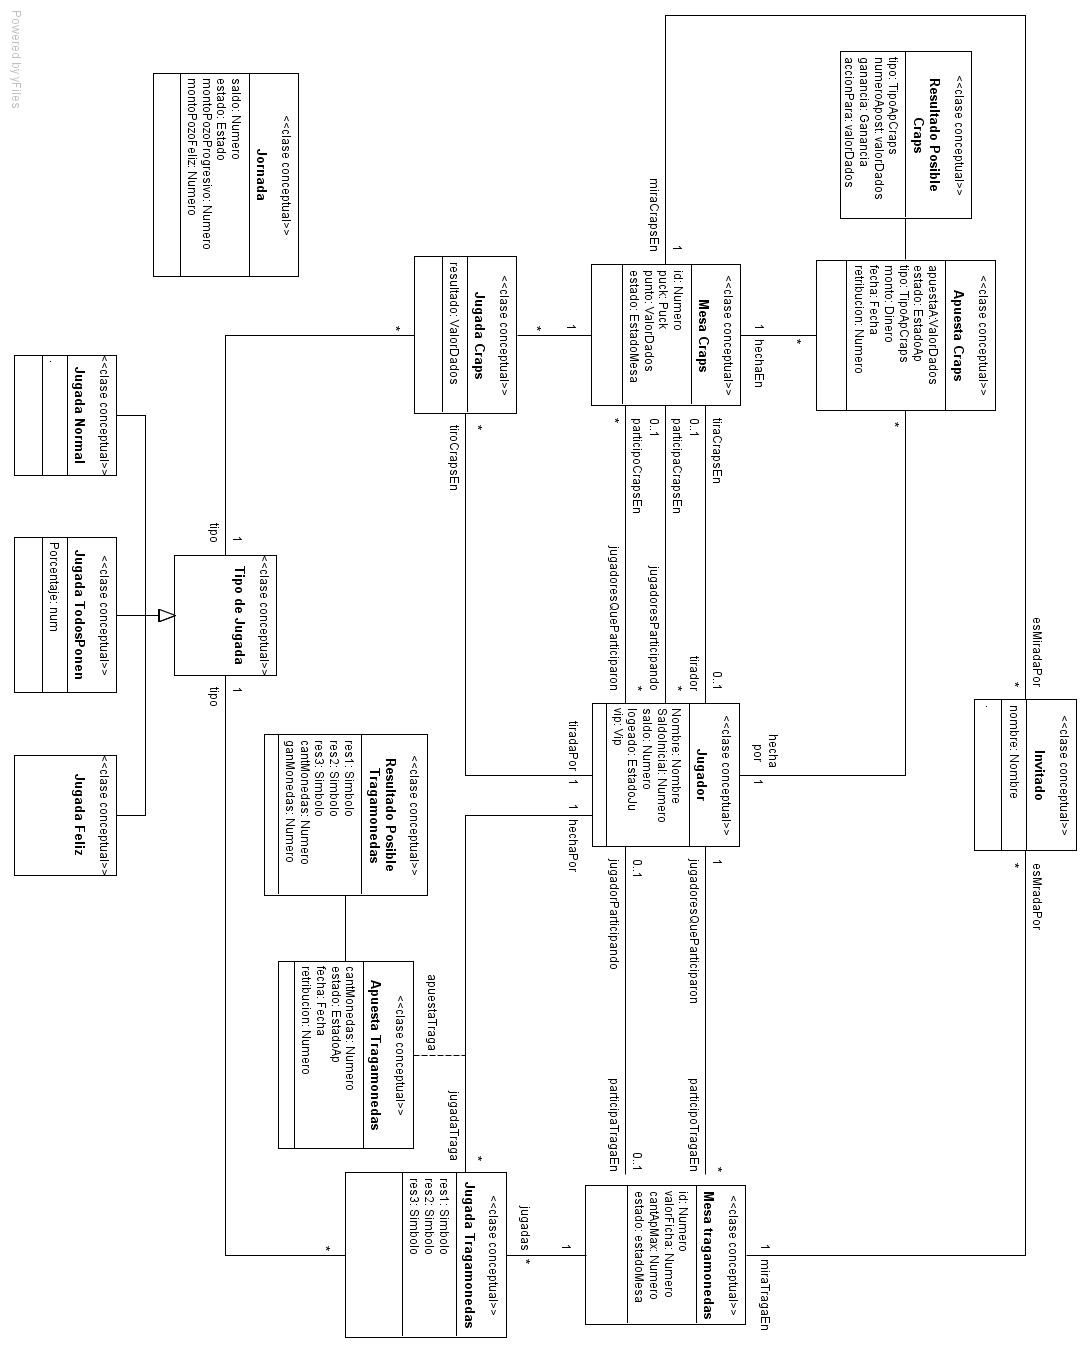 <<clase conceptual>>
Resultado Posible
Craps
tipo: TipoApCraps
numeroApost: valorDados
ganancia: Ganancia
accionPara: valorDados
<<clase conceptual>>
Apuesta Craps
apuestaA:ValorDados
estado: EstadoAp
tipo: TipoApCraps
monto: Dinero
fecha: Fecha
retribucion: Numero
*
*
esMiradaPor
*
<<clase conceptual>>
Invitado
nombre: Nombre
.
*
esMradaPor
miraCrapsEn
1
1
hechaEn
<<clase conceptual>>
Mesa Craps
id: Numero
puck: Puck
punto: ValorDados
estado: EstadoMesa
tiraCrapsEn
0..1
participaCrapsEn
0..1
participoCrapsEn
*
0..1
tirador
*
jugadoresParticipando
*
jugadoresQueParticiparon
hecha
por
1
<<clase conceptual>>
Jugador
Nombre: Nombre
SaldoInicial: Numero
saldo: Numero
logeado: EstadoJu
vip: Vip
1
jugadoresQueParticiparon
0..1
jugadorParticipando
*
participoTragaEn
0..1
participaTragaEn
1
miraTragaEn
<<clase conceptual>>
Mesa tragamonedas
id: Numero
valorFicha: Numero
cantApMax: Numero
estado: estadoMesa
1
*
1
tiradaPor
1
hechaPor
1
*
jugadas
<<clase conceptual>>
Jugada Craps
resultado: ValorDados
*
*
tiroCrapsEn
*
jugadaTraga
apuestaTraga
<<clase conceptual>>
Jugada Tragamonedas
res1: Simbolo
res2: Simbolo
res3: Simbolo
*
<<clase conceptual>>
Resultado Posible
Tragamonedas
res1: Simbolo
res2: Simbolo
res3: Simbolo
cantMonedas: Numero
ganMonedas: Numero
<<clase conceptual>>
Apuesta Tragamonedas
cantMonedas: Numero
estado: EstadoAp
fecha: Fecha
retribucion: Numero
<<clase conceptual>>
Jornada
saldo: Numero
estado: Estado
montoPozoProgresivo: Numero
montoPozoFeliz: Numero
1
tipo
<<clase conceptual>>
Tipo de Jugada
1
tipo
<<clase conceptual>>
Jugada Normal
.
<<clase conceptual>>
Jugada TodosPonen
Porcentaje: num
<<clase conceptual>>
Jugada Feliz
Powered by yFiles